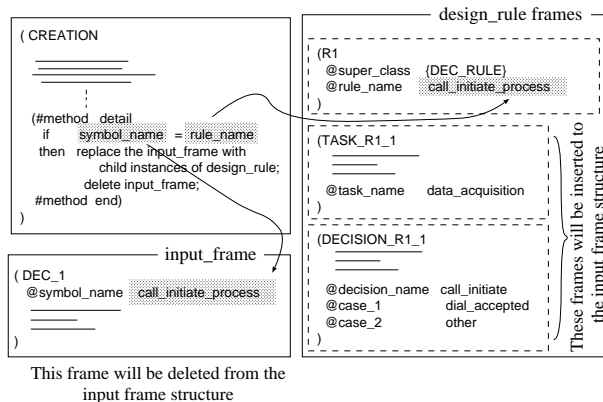 ( CREATION
(#method detail
if symbol_name = rule_name
then replace the input_frame with
child instances of design_rule;
delete input_frame;
#method end)
)
input_frame
( DEC_1
@symbol_name call_initiate_process
)
This frame will be deleted from the
input frame structure
design_rule frames
(R1
@super_class {DEC_RULE}
@rule_name call_initiate_process
)
(TASK_R1_1
@task_name data_acquisition
)
(DECISION_R1_1
@decision_name call_initiate
@case_1 dial_accepted
@case_2 other
)
These frames will be inserted to
the input frame structure